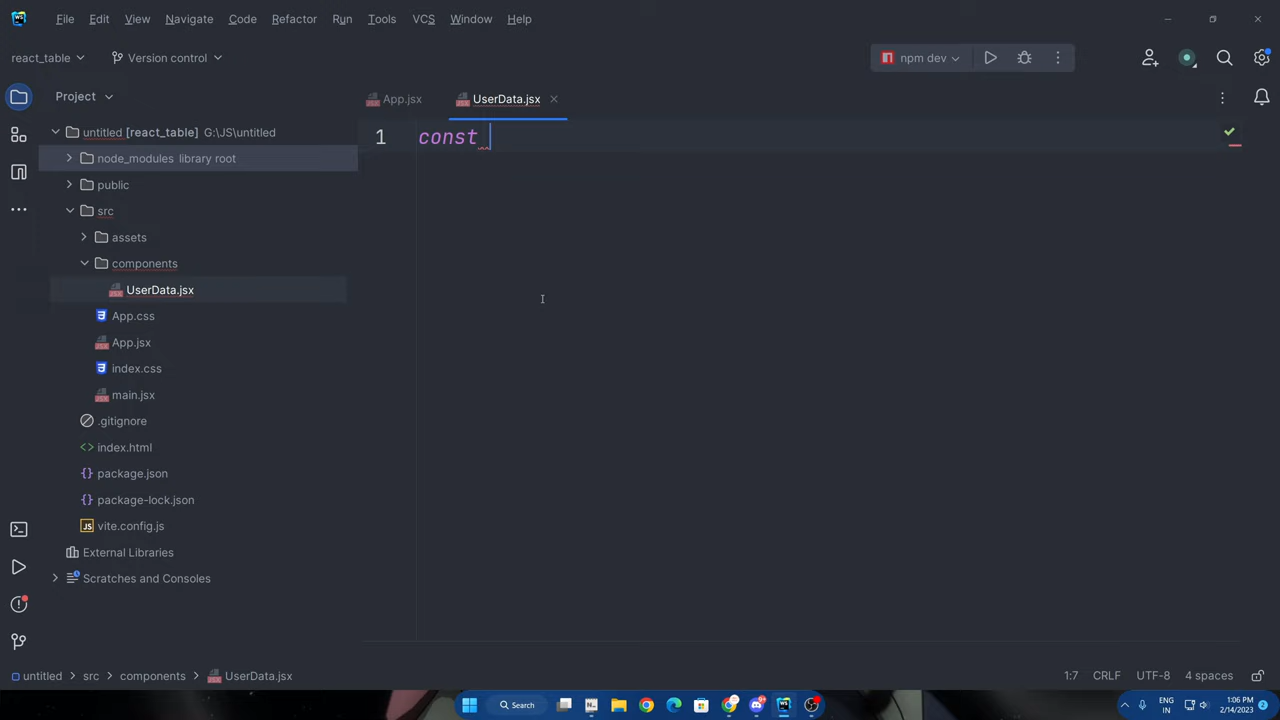 File Edit View Navigate Code Refactor Run Tools VCS Window Help
react_table Version control npm dev
Project App.jsx UserData.jsx
untitled [react_table] G:\JS\untitled
1 const
node_modules library root
public
src
assets
components
UserData.jsx
App.css
App.jsx
index.css
main.jsx
.gitignore
index.html
package.json
package-lock.json
vite.config.js
External Libraries
Scratches and Consoles
untitled src components UserData.jsx 1:7 CRLF UTF-8 4 spaces
Search ENG IN 1:06 PM 2/14/2023